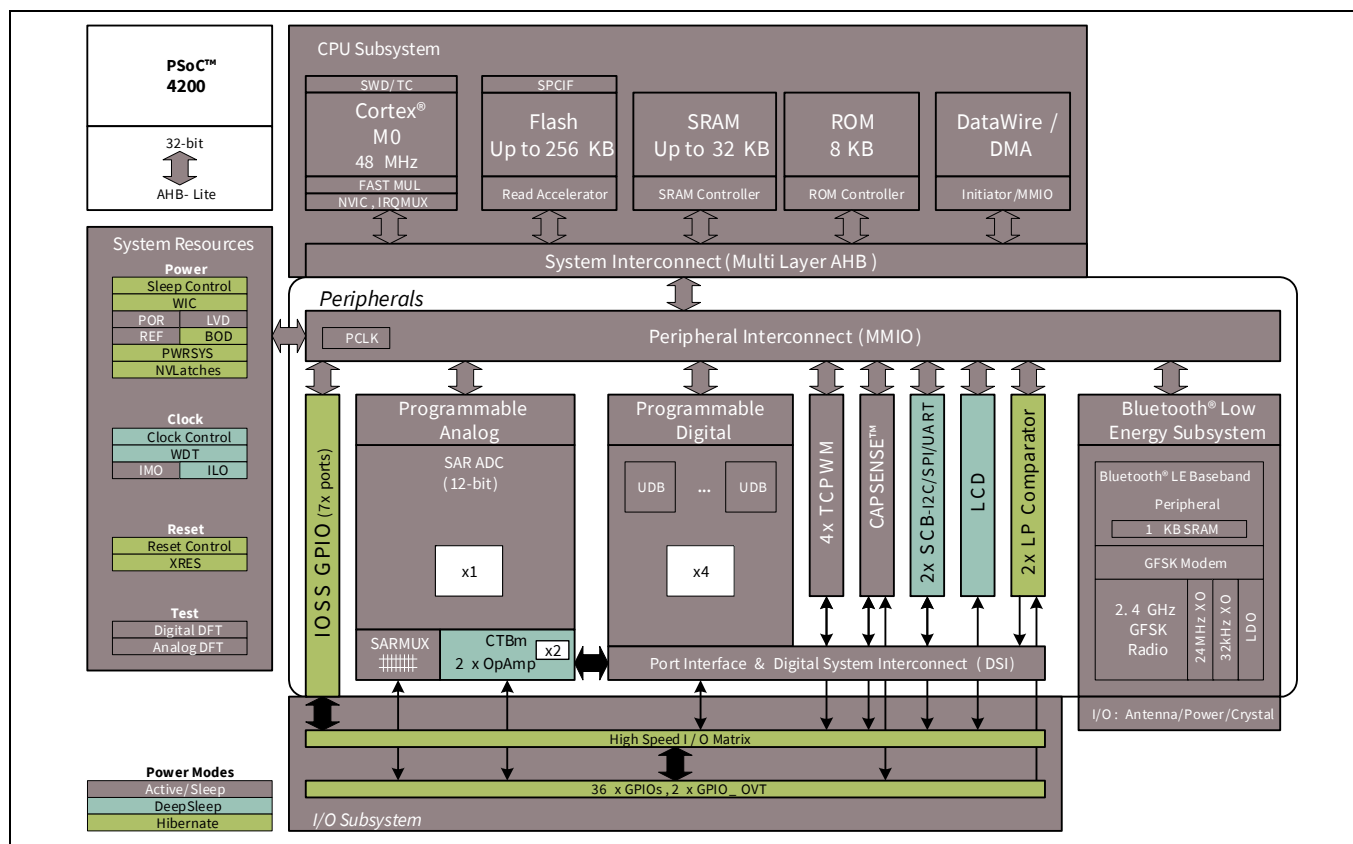 PSoC™
4200
32-bit
AHB- Lite
CPU Subsystem
SWD/ TC
Cortex®
M0
48 MHz
FAST MUL
NVIC , IRQMUX
SPCIF
Flash
Up to 256 KB
Read Accelerator
SRAM
Up to 32 KB
SRAM Controller
ROM
8 KB
ROM Controller
DataWire /
DMA
Initiator/MMIO
System Interconnect (Multi Layer AHB )
System Resources
Power
Sleep Control
WIC
POR
LVD
REF
BOD
PWRSYS
NVLatches
Clock
Clock Control
WDT
IMO
ILO
Reset
Reset Control
XRES
Test
Digital DFT
Analog DFT
Peripherals
PCLK
Peripheral Interconnect (MMIO)
IOSS GPIO (7x ports)
Programmable
Analog
SAR ADC
(12-bit)
x1
SARMUX
CTBm
x2
2 x OpAmp
Programmable
Digital
UDB
...
UDB
x4
Port Interface & Digital System Interconnect ( DSI)
4x TCPWM
CAPSENSE™
2x SCB-I2C/SPI/UART
LCD
2x LP Comparator
Bluetooth® Low
Energy Subsystem
Bluetooth® LE Baseband
Peripheral
1 KB SRAM
GFSK Modem
2. 4 GHz
GFSK
Radio
24MHz XO
32kHz XO
LDO
I/O : Antenna/Power/Crystal
High Speed I / O Matrix
36 x GPIOs , 2 x GPIO_ OVT
I/O Subsystem
Power Modes
Active/ Sleep
DeepSleep
Hibernate